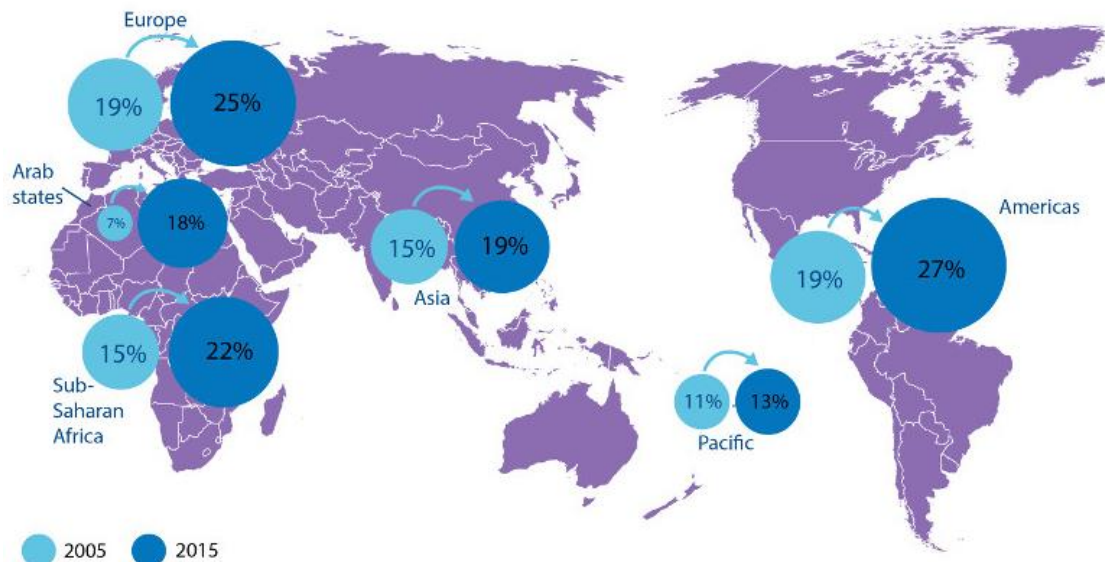 Europe
19%
25%
Arab
states
7%
18%
15%
19%
Asia
Americas
19%
27%
15%
22%
Sub-
Saharan
Africa
11%
13%
Pacific
2005
2015